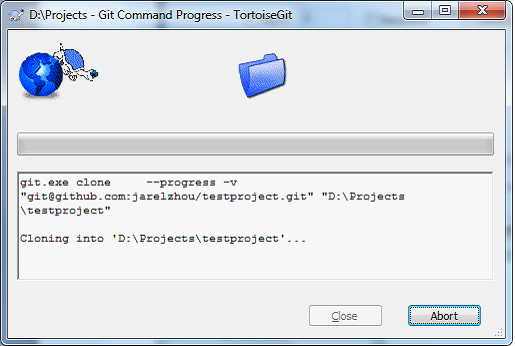 D:\Projects - Git Command Progress - TortoiseGit
git.exe clone     --progress -v
"git@github.com:jarelzhou/testproject.git" "D:\Projects
\testproject"
Cloning into 'D:\Projects\testproject'...
Close
Abort